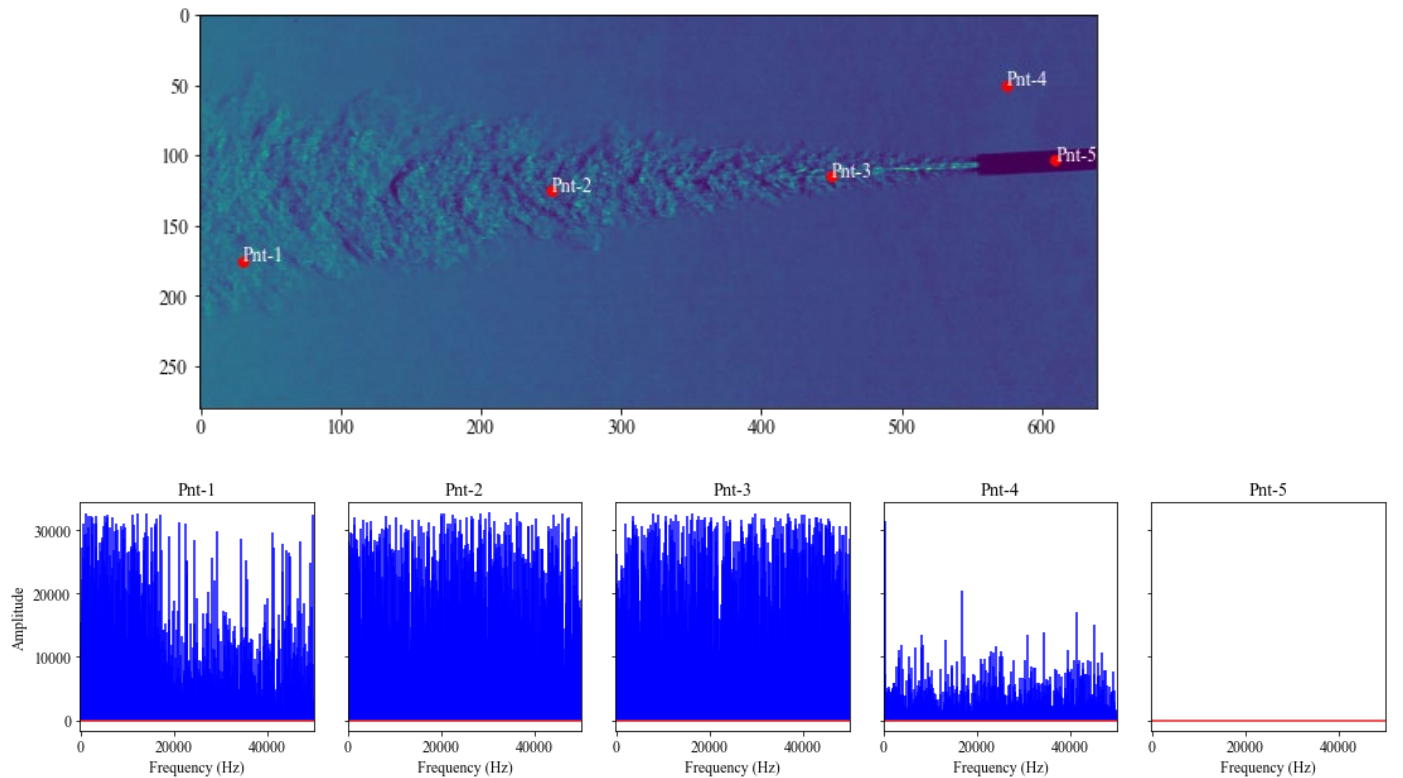 0
50
100
150
200
250
Pnt-4
Pnt-5
Pnt-3
Pnt-2
Pnt-1
0 100 200 300 400 500 600
Pnt-1 Pnt-2 Pnt-3 Pnt-4 Pnt-5
Amplitude
30000
20000
10000
0
0 20000 40000 0 20000 40000 0 20000 40000 0 20000 40000 0 20000 40000
Frequency (Hz) Frequency (Hz) Frequency (Hz) Frequency (Hz) Frequency (Hz)